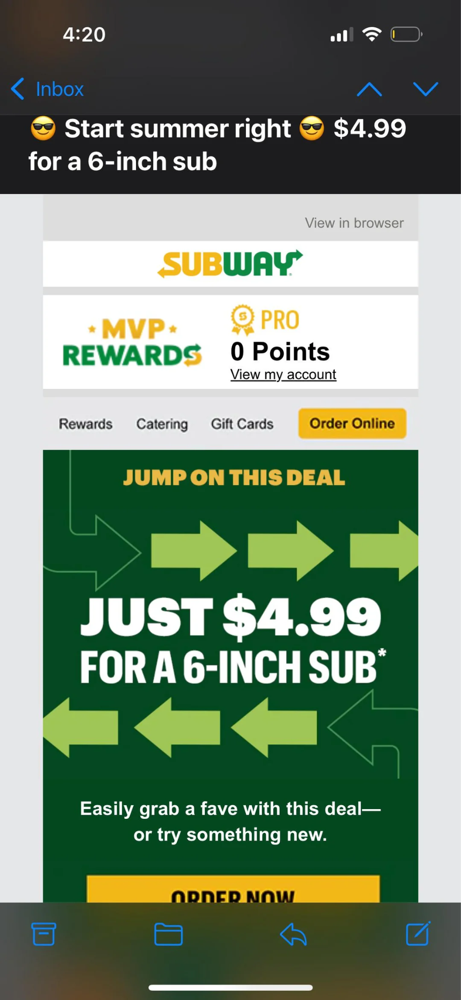 4:20
Inbox
😎 Start summer right 😎 $4.99
for a 6-inch sub
View in browser
SUBWAY
MVP
REWARDS
PRO
0 Points
View my account
Rewards Catering Gift Cards Order Online
JUMP ON THIS DEAL
JUST $4.99
FOR A 6-INCH SUB*
Easily grab a fave with this deal—
or try something new.
ORDER NOW